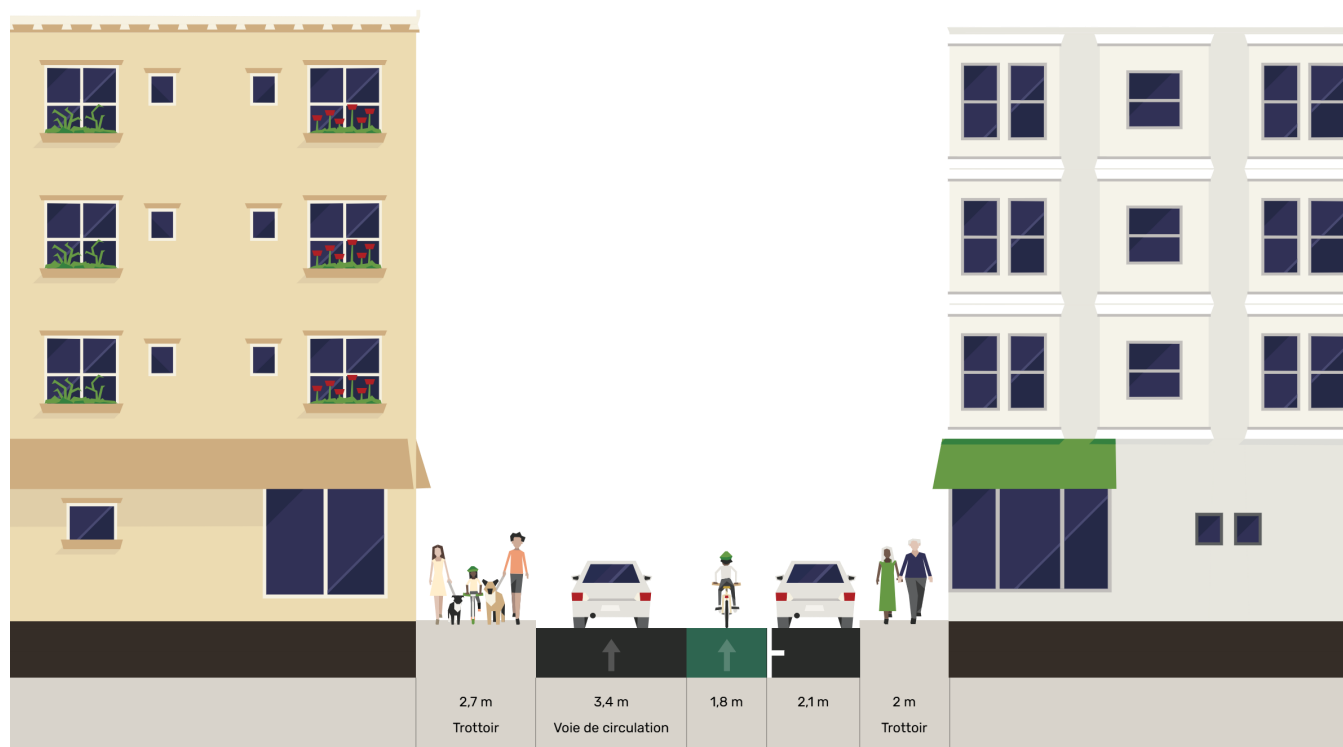 2,7 m
Trottoir
3,4 m
Voie de circulation
1,8 m
2,1 m
2 m
Trottoir